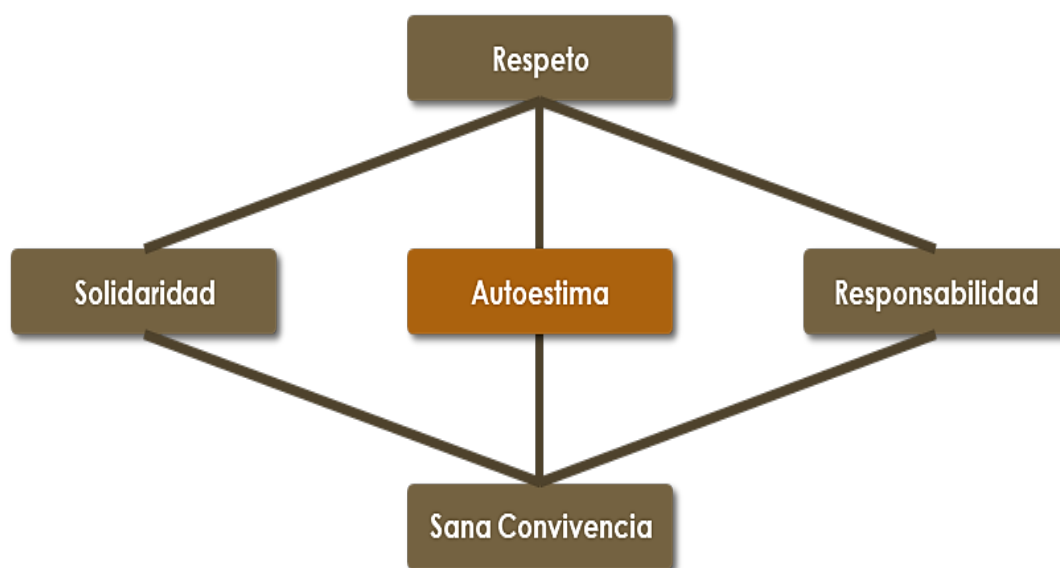 Respeto
Solidaridad
Autoestima
Responsabilidad
Sana Convivencia